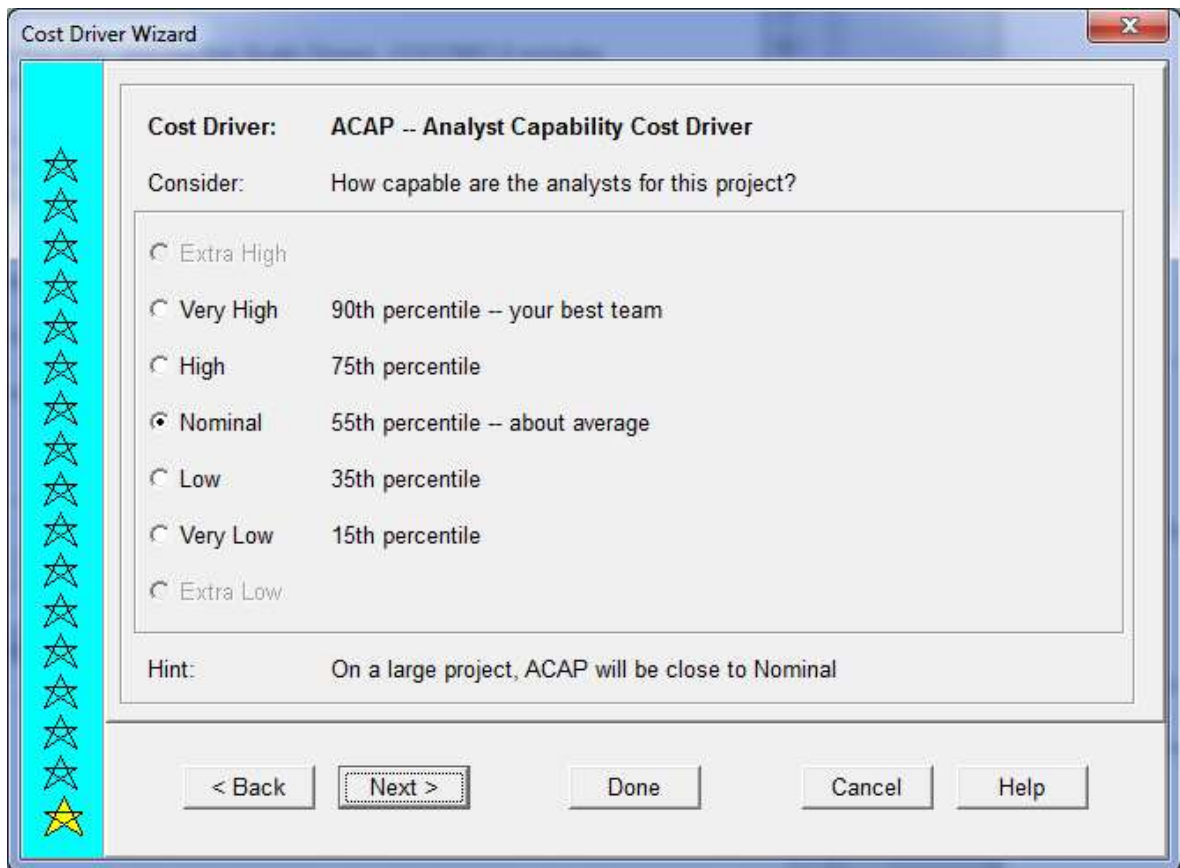 Cost Driver Wizard
Cost Driver: ACAP -- Analyst Capability Cost Driver
Consider: How capable are the analysts for this project?
Extra High
Very High 90th percentile -- your best team
High 75th percentile
Nominal 55th percentile -- about average
Low 35th percentile
Very Low 15th percentile
Extra Low
Hint: On a large project, ACAP will be close to Nominal
< Back Next > Done Cancel Help